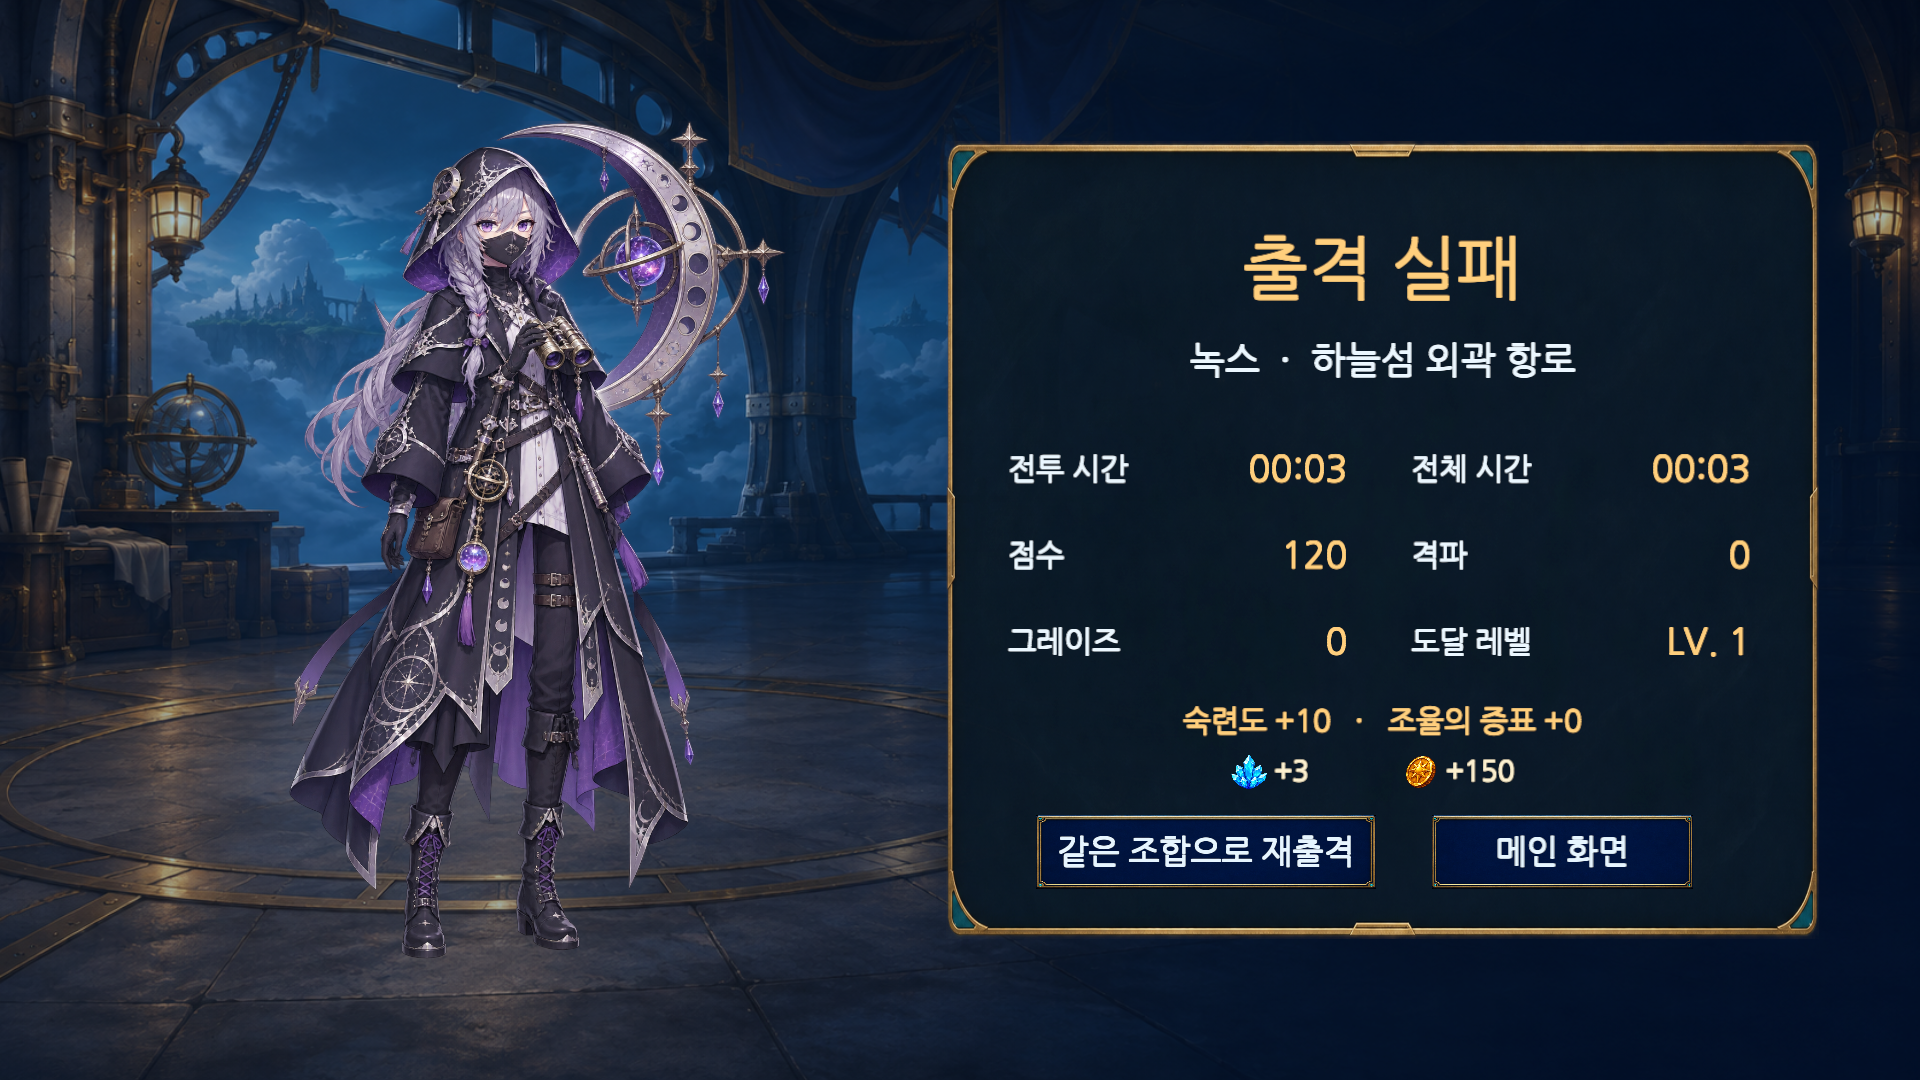 출격 실패
녹스 · 하늘섬 외곽 항로
전투 시간 00:03 전체 시간 00:03
점수 120 격파 0
그레이즈 0 도달 레벨 LV. 1
숙련도 +10 · 조율의 증표 +0
+3 +150
같은 조합으로 재출격 메인 화면